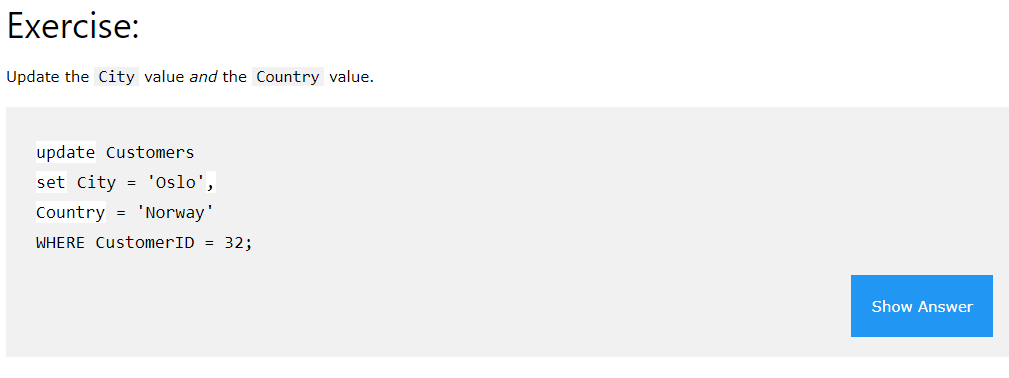 Exercise:
Update the City value and the Country value.
update Customers
set City = 'Oslo',
Country = 'Norway'
WHERE CustomerID = 32;
Show Answer